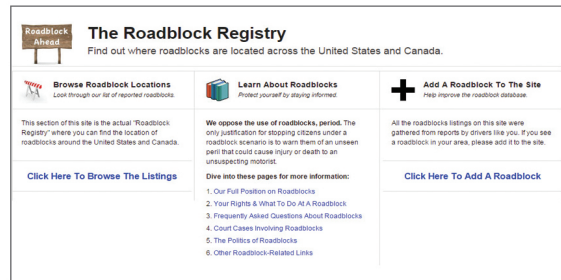 Roadblock
Ahead
The Roadblock Registry
Find out where roadblocks are located across the United States and Canada.
Browse Roadblock Locations
Look through our list of reported roadblocks.
This section of this site is the actual "Roadblock
Registry" where you can find the location of
roadblocks around the United States and Canada.
Click Here To Browse The Listings
Learn About Roadblocks
Protect yourself by staying informed.
We oppose the use of roadblocks, period. The
only justification for stopping citizens under a
roadblock scenario is to warn them of an unseen
peril that could cause injury or death to an
unsuspecting motorist.
Dive into these pages for more information:
1. Our Full Position on Roadblocks
2. Your Rights & What To Do At A Roadblock
3. Frequently Asked Questions About Roadblocks
4. Court Cases Involving Roadblocks
5. The Politics of Roadblocks
6. Other Roadblock-Related Links
Add A Roadblock To The Site
Help improve the roadblock database.
All the roadblocks listings on this site were
gathered from reports by drivers like you. If you see
a roadblock in your area, please add it to the site.
Click Here To Add A Roadblock